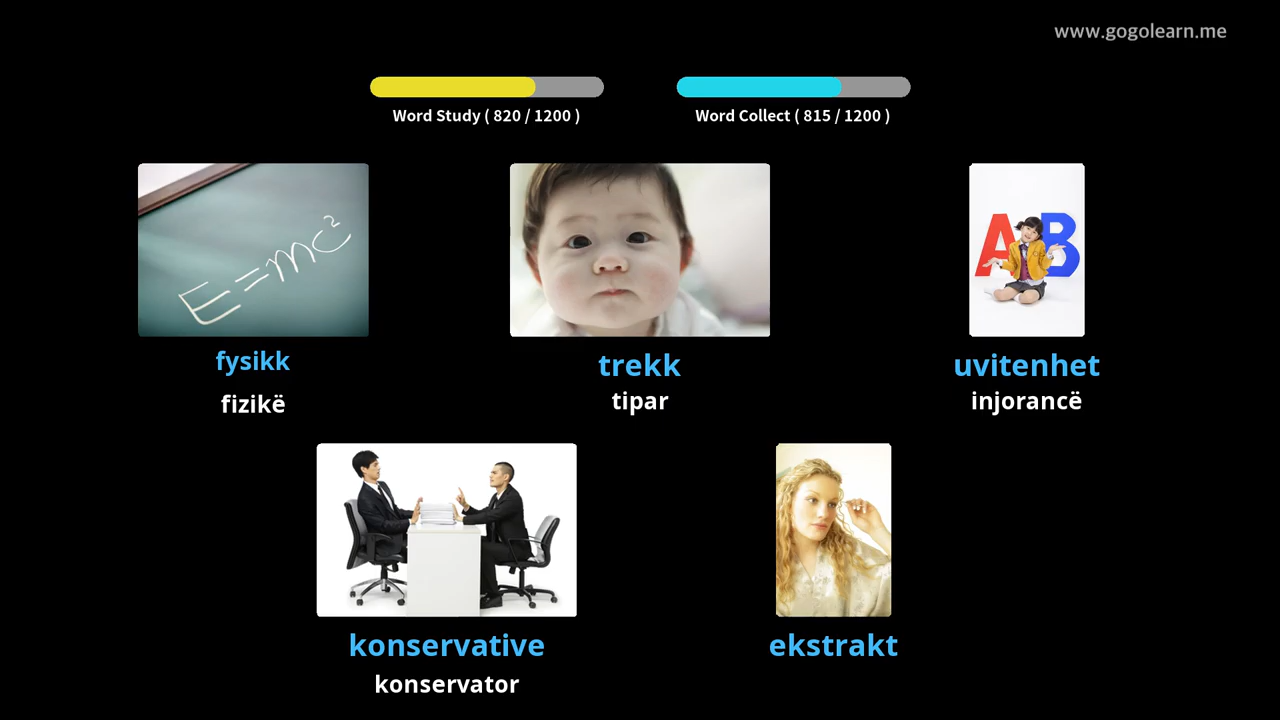 www.gogolearn.me
Word Study ( 820 / 1200 )
Word Collect ( 815 / 1200 )
E=mc²
A B
fysikk
trekk
uvitenhet
fizikë
tipar
injorancë
konservative
ekstrakt
konservator